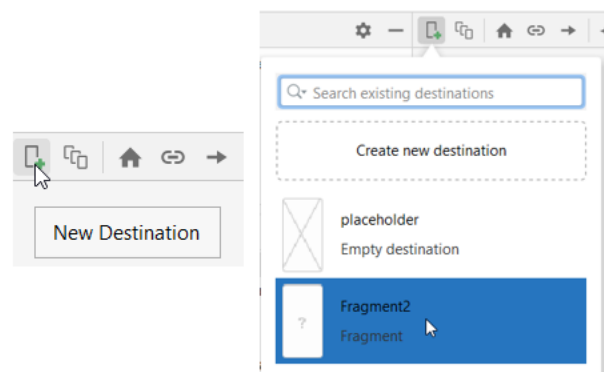 New Destination
Search existing destinations
Create new destination
placeholder
Empty destination
?
Fragment2
Fragment